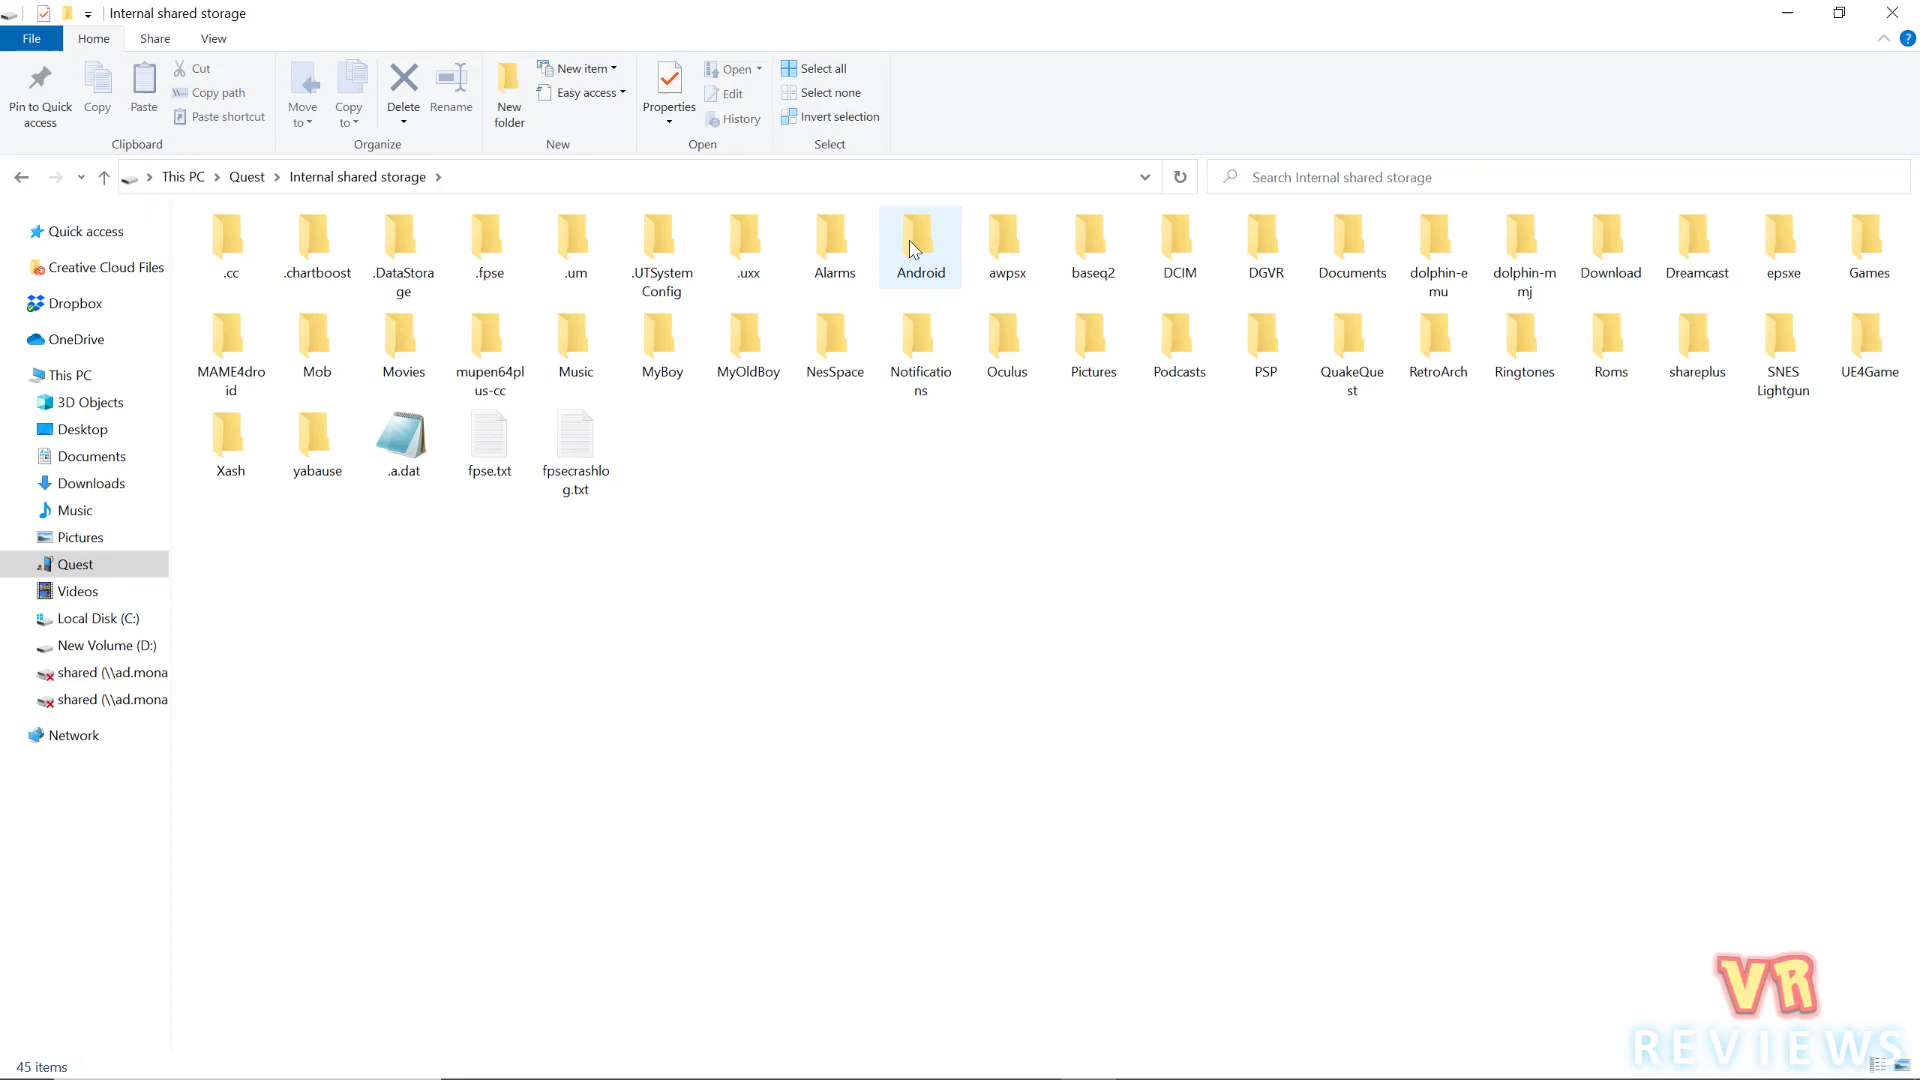 Internal shared storage
File Home Share View
Pin to Quick access
Copy
Paste
Cut
Copy path
Paste shortcut
Clipboard
Move to
Copy to
Delete
Rename
Organize
New folder
New item
Easy access
New
Properties
Open
Edit
History
Open
Select all
Select none
Invert selection
Select
This PC > Quest > Internal shared storage >
Search Internal shared storage
Quick access
Creative Cloud Files
Dropbox
OneDrive
This PC
3D Objects
Desktop
Documents
Downloads
Music
Pictures
Quest
Videos
Local Disk (C:)
New Volume (D:)
shared (\\ad.mona
shared (\\ad.mona
Network
.cc
.chartboost
.DataStora
ge
.fpse
.um
.UTSystem
Config
.uxx
Alarms
Android
awpsx
baseq2
DCIM
DGVR
Documents
dolphin-e
mu
dolphin-m
mj
Download
Dreamcast
epsxe
Games
MAME4dro
id
Mob
Movies
mupen64pl
us-cc
Music
MyBoy
MyOldBoy
NesSpace
Notificatio
ns
Oculus
Pictures
Podcasts
PSP
QuakeQue
st
RetroArch
Ringtones
Roms
shareplus
SNES
Lightgun
UE4Game
Xash
yabause
.a.dat
fpse.txt
fpsecrashlo
g.txt
45 items
VR
REVIEWS